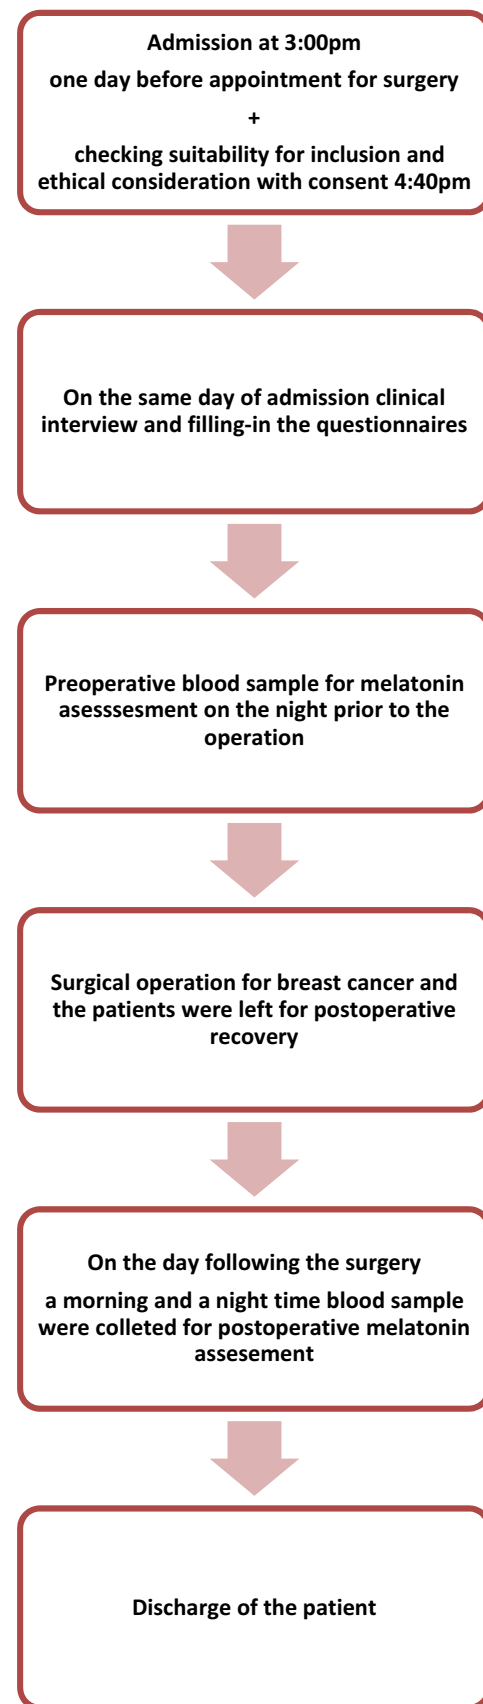 Admission at 3:00pm
one day before appointment for surgery
+
checking suitability for inclusion and
ethical consideration with consent 4:40pm
On the same day of admission clinical
interview and filling-in the questionnaires
Preoperative blood sample for melatonin
asesssesment on the night prior to the
operation
Surgical operation for breast cancer and
the patients were left for postoperative
recovery
On the day following the surgery
a morning and a night time blood sample
were colleted for postoperative melatonin
assesement
Discharge of the patient